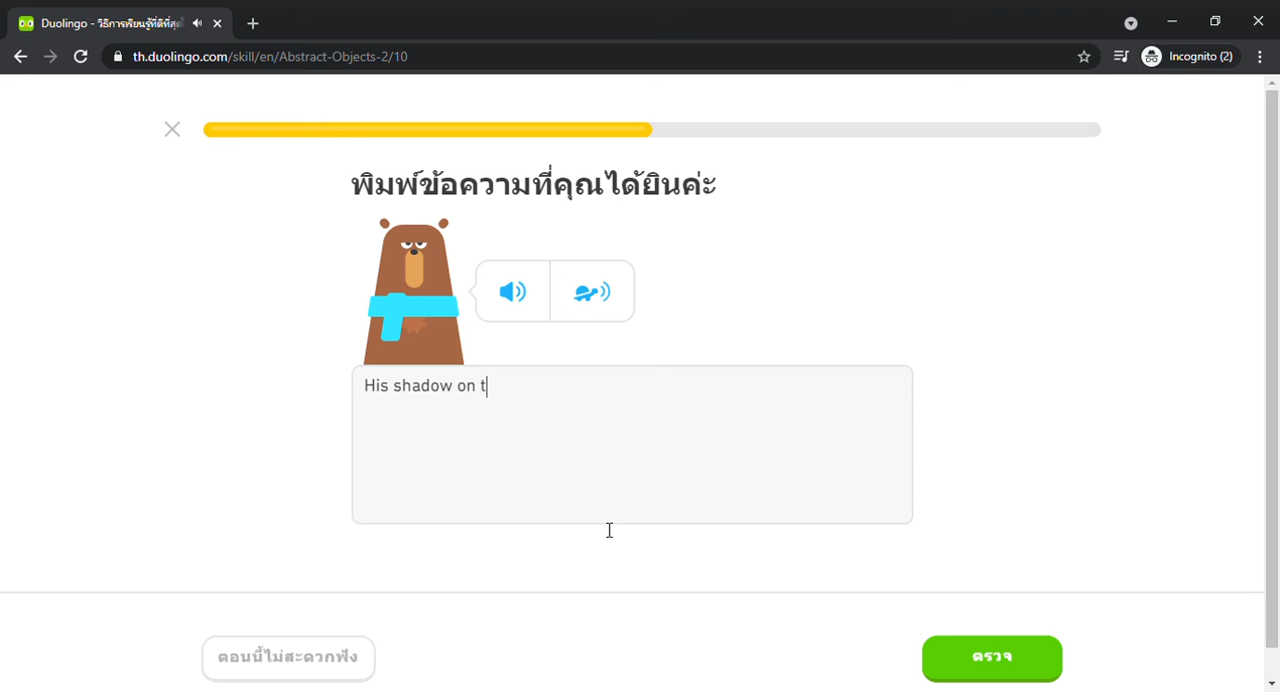 Duolingo - วิธีการเรียนรู้ที่ดีที่สุดใ
th.duolingo.com/skill/en/Abstract-Objects-2/10
Incognito (2)
พิมพ์ข้อความที่คุณได้ยินค่ะ
His shadow on t
ตอนนี้ไม่สะดวกฟัง
ตรวจ